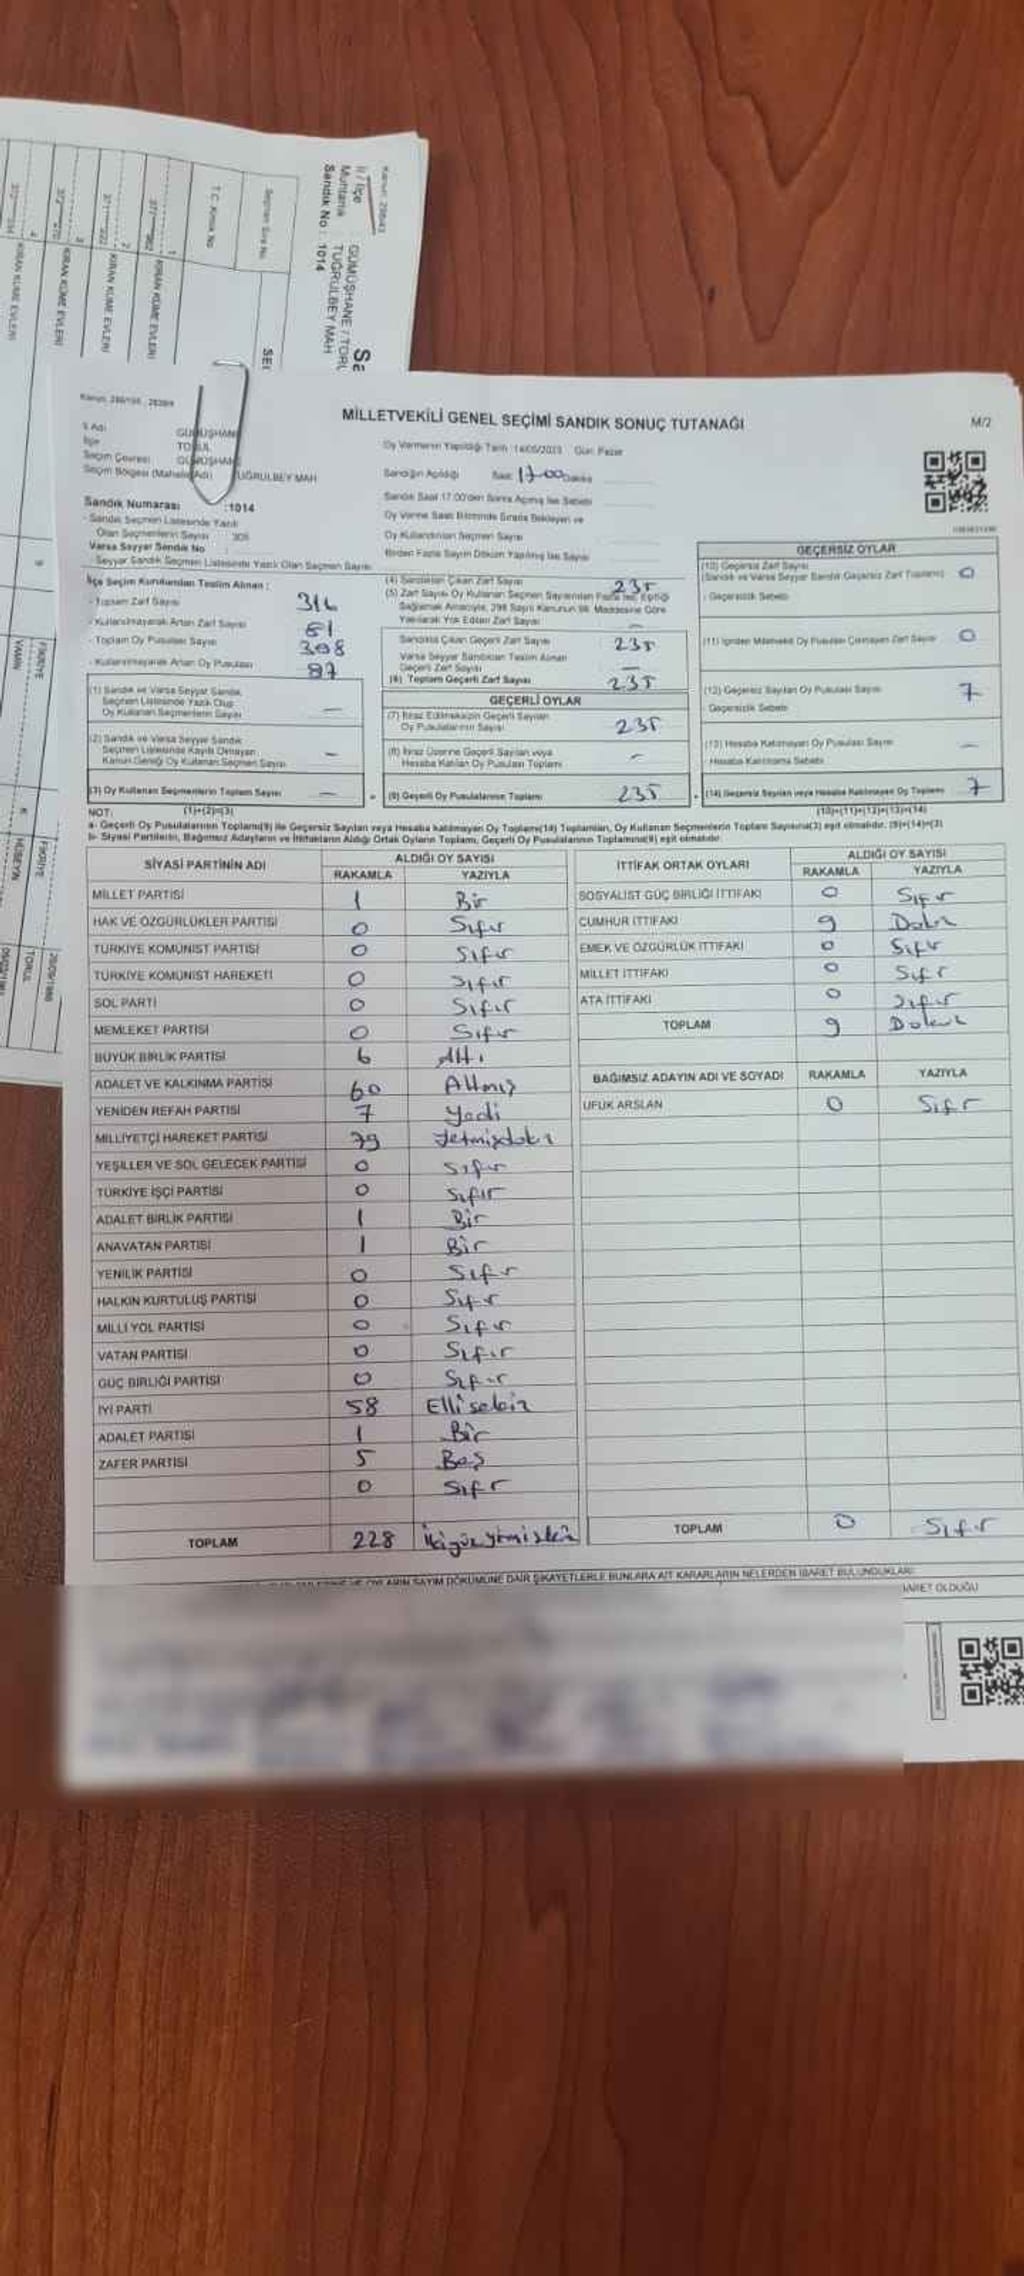 Kanun: 298/43
İl / İlçe : GÜMÜŞHANE / TORUL
Muhtarlık : TUĞRULBEY MAH
Sandık No : 1014
Seçmen Sıra No
T.C. Kimlik No
1
KIRAN KÜME EVLERİ
2
KIRAN KÜME EVLERİ
3
KIRAN KÜME EVLERİ
4
KIRAN KÜME EVLERİ
FİKRİYE
YAMAN
FİKRİYE
HÜSEYİN
TORUL
MİLLETVEKİLİ GENEL SEÇİMİ SANDIK SONUÇ TUTANAĞI
M/2
İl Adı GÜMÜŞHANE
İlçe TORUL
Seçim Çevresi GÜMÜŞHANE
Seçim Bölgesi (Mahalle Adı) TUĞRULBEY MAH
Oy Vermenin Yapıldığı Tarih : 14/05/2023 Gün: Pazar
Sandığın Açıldığı Saat 17:00 Dakika
Sandık Saat 17.00'den Sonra Açılmış İse Sebebi
Oy Verme Saati Bitiminde Sırada Bekleyen ve
Oy Kullandırılan Seçmen Sayısı
Birden Fazla Sayım Döküm Yapılmış İse Sayısı
Sandık Numarası :1014
- Sandık Seçmen Listesinde Yazılı
Olan Seçmenlerin Sayısı 305
Varsa Seyyar Sandık No
- Seyyar Sandık Seçmen Listesinde Yazılı Olan Seçmen Sayısı
İlçe Seçim Kurulundan Teslim Alınan :
- Toplam Zarf Sayısı 316
- Kullanılmayarak Artan Zarf Sayısı 81
- Toplam Oy Pusulası Sayısı 308
- Kullanılmayarak Artan Oy Pusulası 87
(1) Sandık ve Varsa Seyyar Sandık
Seçmen Listesinde Yazılı Olup
Oy Kullanan Seçmenlerin Sayısı —
(2) Sandık ve Varsa Seyyar Sandık
Seçmen Listesinde Kayıtlı Olmayan
Kanun Gereği Oy Kullanan Seçmen Sayısı —
(3) Oy Kullanan Seçmenlerin Toplam Sayısı —
(4) Sandıktan Çıkan Zarf Sayısı 235
(5) Zarf Sayısı Oy Kullanan Seçmen Sayısından Fazla İse, Eşitliği
Sağlamak Amacıyla, 298 Sayılı Kanunun 98. Maddesine Göre
Yakılarak Yok Edilen Zarf Sayısı —
Sandıkta Çıkan Geçerli Zarf Sayısı 235
Varsa Seyyar Sandıktan Teslim Alınan
Geçerli Zarf Sayısı —
(6) Toplam Geçerli Zarf Sayısı 235
GEÇERLİ OYLAR
(7) İtiraz Edilmeksizin Geçerli Sayılan
Oy Pusulalarının Sayısı 235
(8) İtiraz Üzerine Geçerli Sayılan veya
Hesaba Katılan Oy Pusulası Toplamı —
(9) Geçerli Oy Pusulalarının Toplamı 235
GEÇERSİZ OYLAR
(10) Geçersiz Zarf Sayısı
(Sandık ve Varsa Seyyar Sandık Geçersiz Zarf Toplamı) 0
- Geçersizlik Sebebi
(11) İçinden Milletvekili Oy Pusulası Çıkmayan Zarf Sayısı 0
(12) Geçersiz Sayılan Oy Pusulası Sayısı 7
Geçersizlik Sebebi
(13) Hesaba Katılmayan Oy Pusulası Sayısı —
- Hesaba Katılmama Sebebi
(14) Geçersiz Sayılan veya Hesaba Katılmayan Oy Toplamı 7
NOT: (1)+(2)=(3) (10)+(11)+(12)+(13)=(14)
a- Geçerli Oy Pusulalarının Toplamı(9) ile Geçersiz Sayılan veya Hesaba katılmayan Oy Toplamı(14) Toplamları, Oy Kullanan Seçmenlerin Toplam Sayısına(3) eşit olmalıdır. (9)+(14)=(3)
b- Siyasi Partilerin, Bağımsız Adayların ve İttifakların Aldığı Ortak Oyların Toplamı, Geçerli Oy Pusulalarının Toplamına(9) eşit olmalıdır.
SİYASİ PARTİNİN ADI ALDIĞI OY SAYISI
RAKAMLA YAZIYLA
MİLLET PARTİSİ 1 Bir
HAK VE ÖZGÜRLÜKLER PARTİSİ 0 Sıfır
TÜRKİYE KOMÜNİST PARTİSİ 0 Sıfır
TÜRKİYE KOMÜNİST HAREKETİ 0 Sıfır
SOL PARTİ 0 Sıfır
MEMLEKET PARTİSİ 0 Sıfır
BÜYÜK BİRLİK PARTİSİ 6 Altı
ADALET VE KALKINMA PARTİSİ 60 Altmış
YENİDEN REFAH PARTİSİ 7 Yedi
MİLLİYETÇİ HAREKET PARTİSİ 79 Yetmişdokuz
YEŞİLLER VE SOL GELECEK PARTİSİ 0 Sıfır
TÜRKİYE İŞÇİ PARTİSİ 0 Sıfır
ADALET BİRLİK PARTİSİ 1 Bir
ANAVATAN PARTİSİ 1 Bir
YENİLİK PARTİSİ 0 Sıfır
HALKIN KURTULUŞ PARTİSİ 0 Sıfır
MİLLİ YOL PARTİSİ 0 Sıfır
VATAN PARTİSİ 0 Sıfır
GÜÇ BİRLİĞİ PARTİSİ 0 Sıfır
İYİ PARTİ 58 Ellisekiz
ADALET PARTİSİ 1 Bir
ZAFER PARTİSİ 5 Beş
0 Sıfır
TOPLAM 228 İkiyüzyirmisekiz
İTTİFAK ORTAK OYLARI ALDIĞI OY SAYISI
RAKAMLA YAZIYLA
SOSYALİST GÜÇ BİRLİĞİ İTTİFAKI 0 Sıfır
CUMHUR İTTİFAKI 9 Dokuz
EMEK VE ÖZGÜRLÜK İTTİFAKI 0 Sıfır
MİLLET İTTİFAKI 0 Sıfır
ATA İTTİFAKI 0 Sıfır
TOPLAM 9 Dokuz
BAĞIMSIZ ADAYIN ADI VE SOYADI RAKAMLA YAZIYLA
UFUK ARSLAN 0 Sıfır
TOPLAM 0 Sıfır
SAYIM DÖKÜMÜNE DAİR ŞİKAYETLERLE BUNLARA AİT KARARLARIN NELERDEN İBARET BULUNDUKLARI:
İBARET OLDUĞU